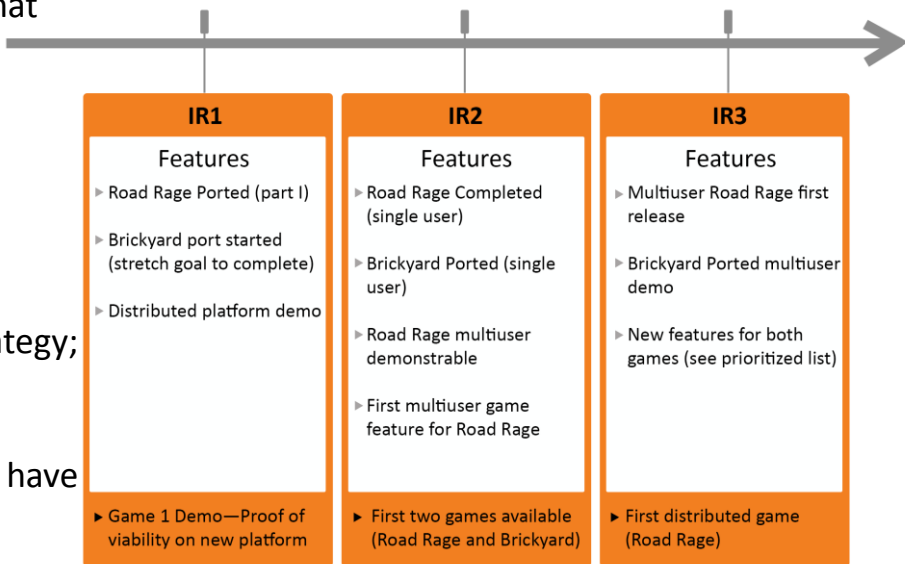 hat
ategy;
have
IR1
Features
Road Rage Ported (part I)
Brickyard port started
(stretch goal to complete)
Distributed platform demo
Game 1 Demo—Proof of
viability on new platform
IR2
Features
Road Rage Completed
(single user)
Brickyard Ported (single
user)
Road Rage multiuser
demonstrable
First multiuser game
feature for Road Rage
First two games available
(Road Rage and Brickyard)
IR3
Features
Multiuser Road Rage first
release
Brickyard Ported multiuser
demo
New features for both
games (see prioritized list)
First distributed game
(Road Rage)